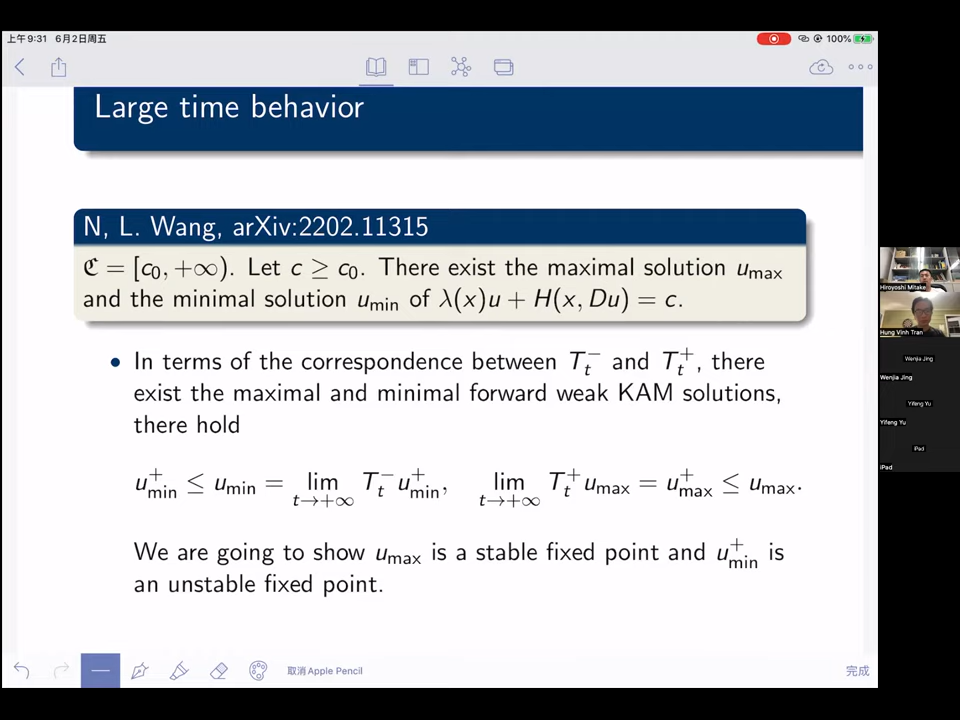 上午9:31 6月2日周五
100%
Large time behavior
N, L. Wang, arXiv:2202.11315
ℭ = [c₀, +∞). Let c ≥ c₀. There exist the maximal solution u_max
and the minimal solution u_min of λ(x)u + H(x, Du) = c.
• In terms of the correspondence between T_t^− and T_t^+, there
exist the maximal and minimal forward weak KAM solutions,
there hold
u_min^+ ≤ u_min = lim_{t→+∞} T_t^− u_min^+, lim_{t→+∞} T_t^+ u_max = u_max^+ ≤ u_max.
We are going to show u_max is a stable fixed point and u_min^+ is
an unstable fixed point.
取消Apple Pencil
完成
Hiroyoshi Mitake
Hung Vinh Tran
Wenjia Jing
Wenjia Jing
Yifeng Yu
Yifeng Yu
iPad
iPad